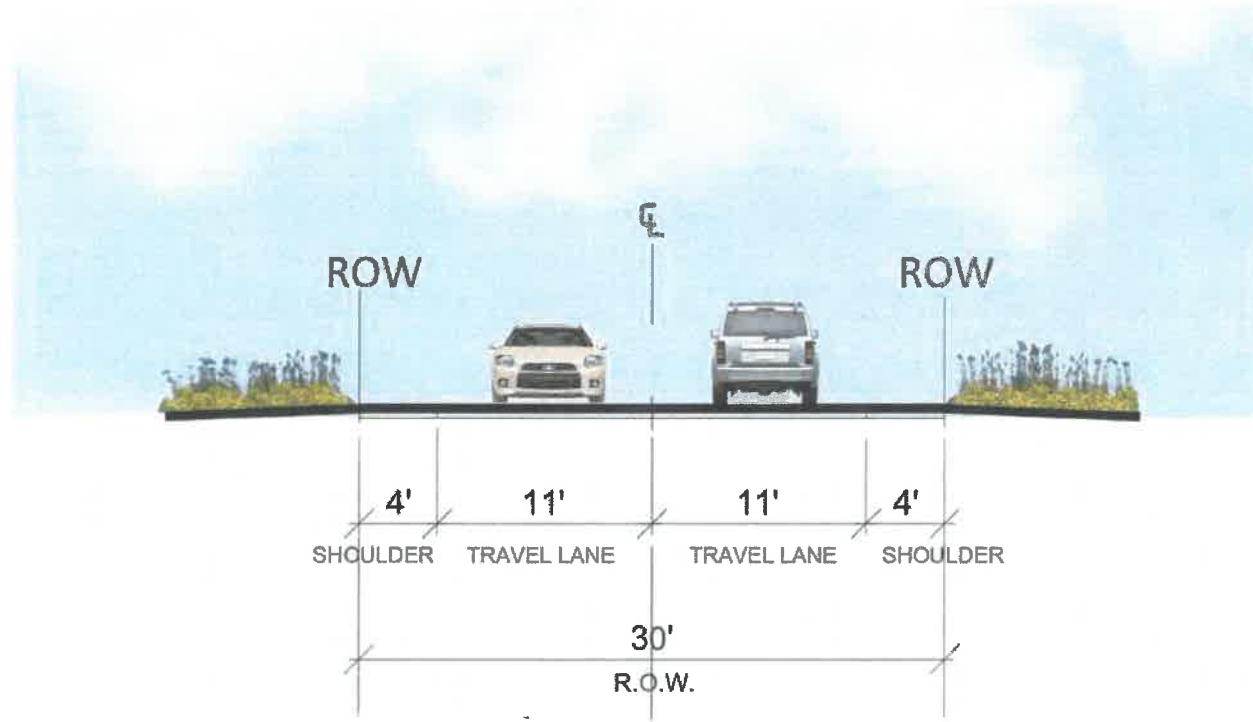 ℄
ROW ROW
4' 11' 11' 4'
SHOULDER TRAVEL LANE TRAVEL LANE SHOULDER
30'
R.O.W.